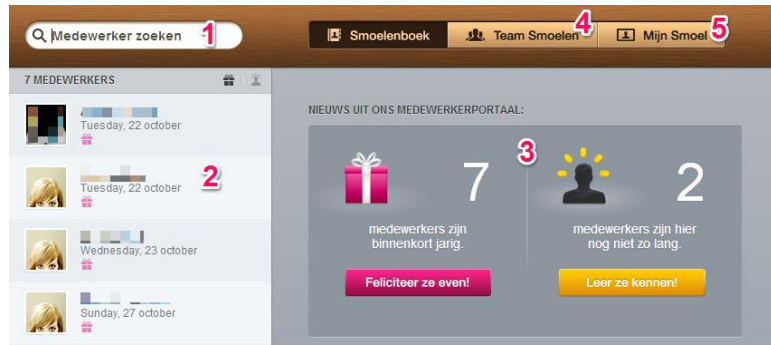 Medewerker zoeken
1
Smoelenboek
Team Smoelen
4
Mijn Smoel
5
7 MEDEWERKERS
Tuesday, 22 october
Tuesday, 22 october
2
Wednesday, 23 october
Sunday, 27 october
NIEUWS UIT ONS MEDEWERKERPORTAAL:
3
7
medewerkers zijn
binnenkort jarig.
Feliciteer ze even!
2
medewerkers zijn hier
nog niet zo lang.
Leer ze kennen!